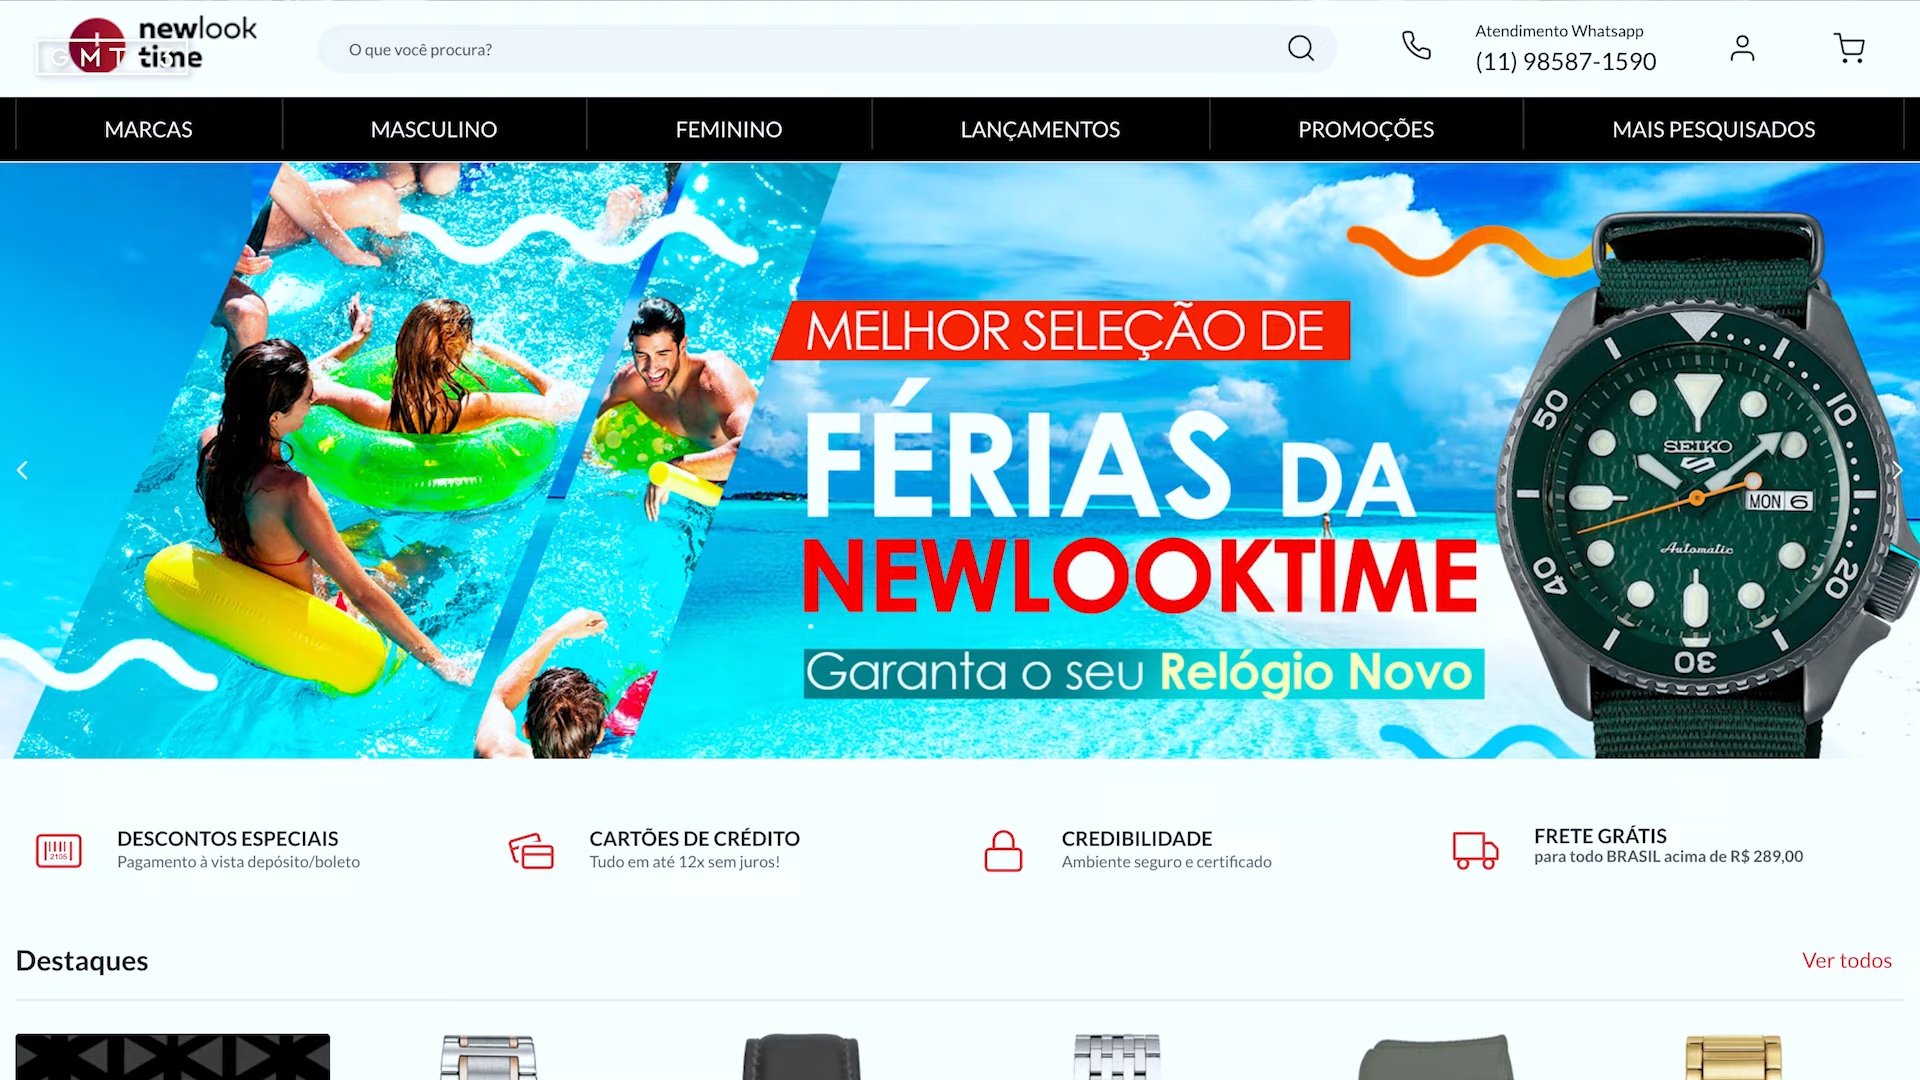 newlook
time
GMT-3
O que você procura?
Atendimento Whatsapp
(11) 98587-1590
MARCAS
MASCULINO
FEMININO
LANÇAMENTOS
PROMOÇÕES
MAIS PESQUISADOS
MELHOR SELEÇÃO DE
FÉRIAS DA
NEWLOOKTIME
Garanta o seu Relógio Novo
50
10
SEIKO
5
MON 6
Automatic
40
20
30
DESCONTOS ESPECIAIS
Pagamento à vista depósito/boleto
2105
CARTÕES DE CRÉDITO
Tudo em até 12x sem juros!
CREDIBILIDADE
Ambiente seguro e certificado
FRETE GRÁTIS
para todo BRASIL acima de R$ 289,00
Destaques
Ver todos